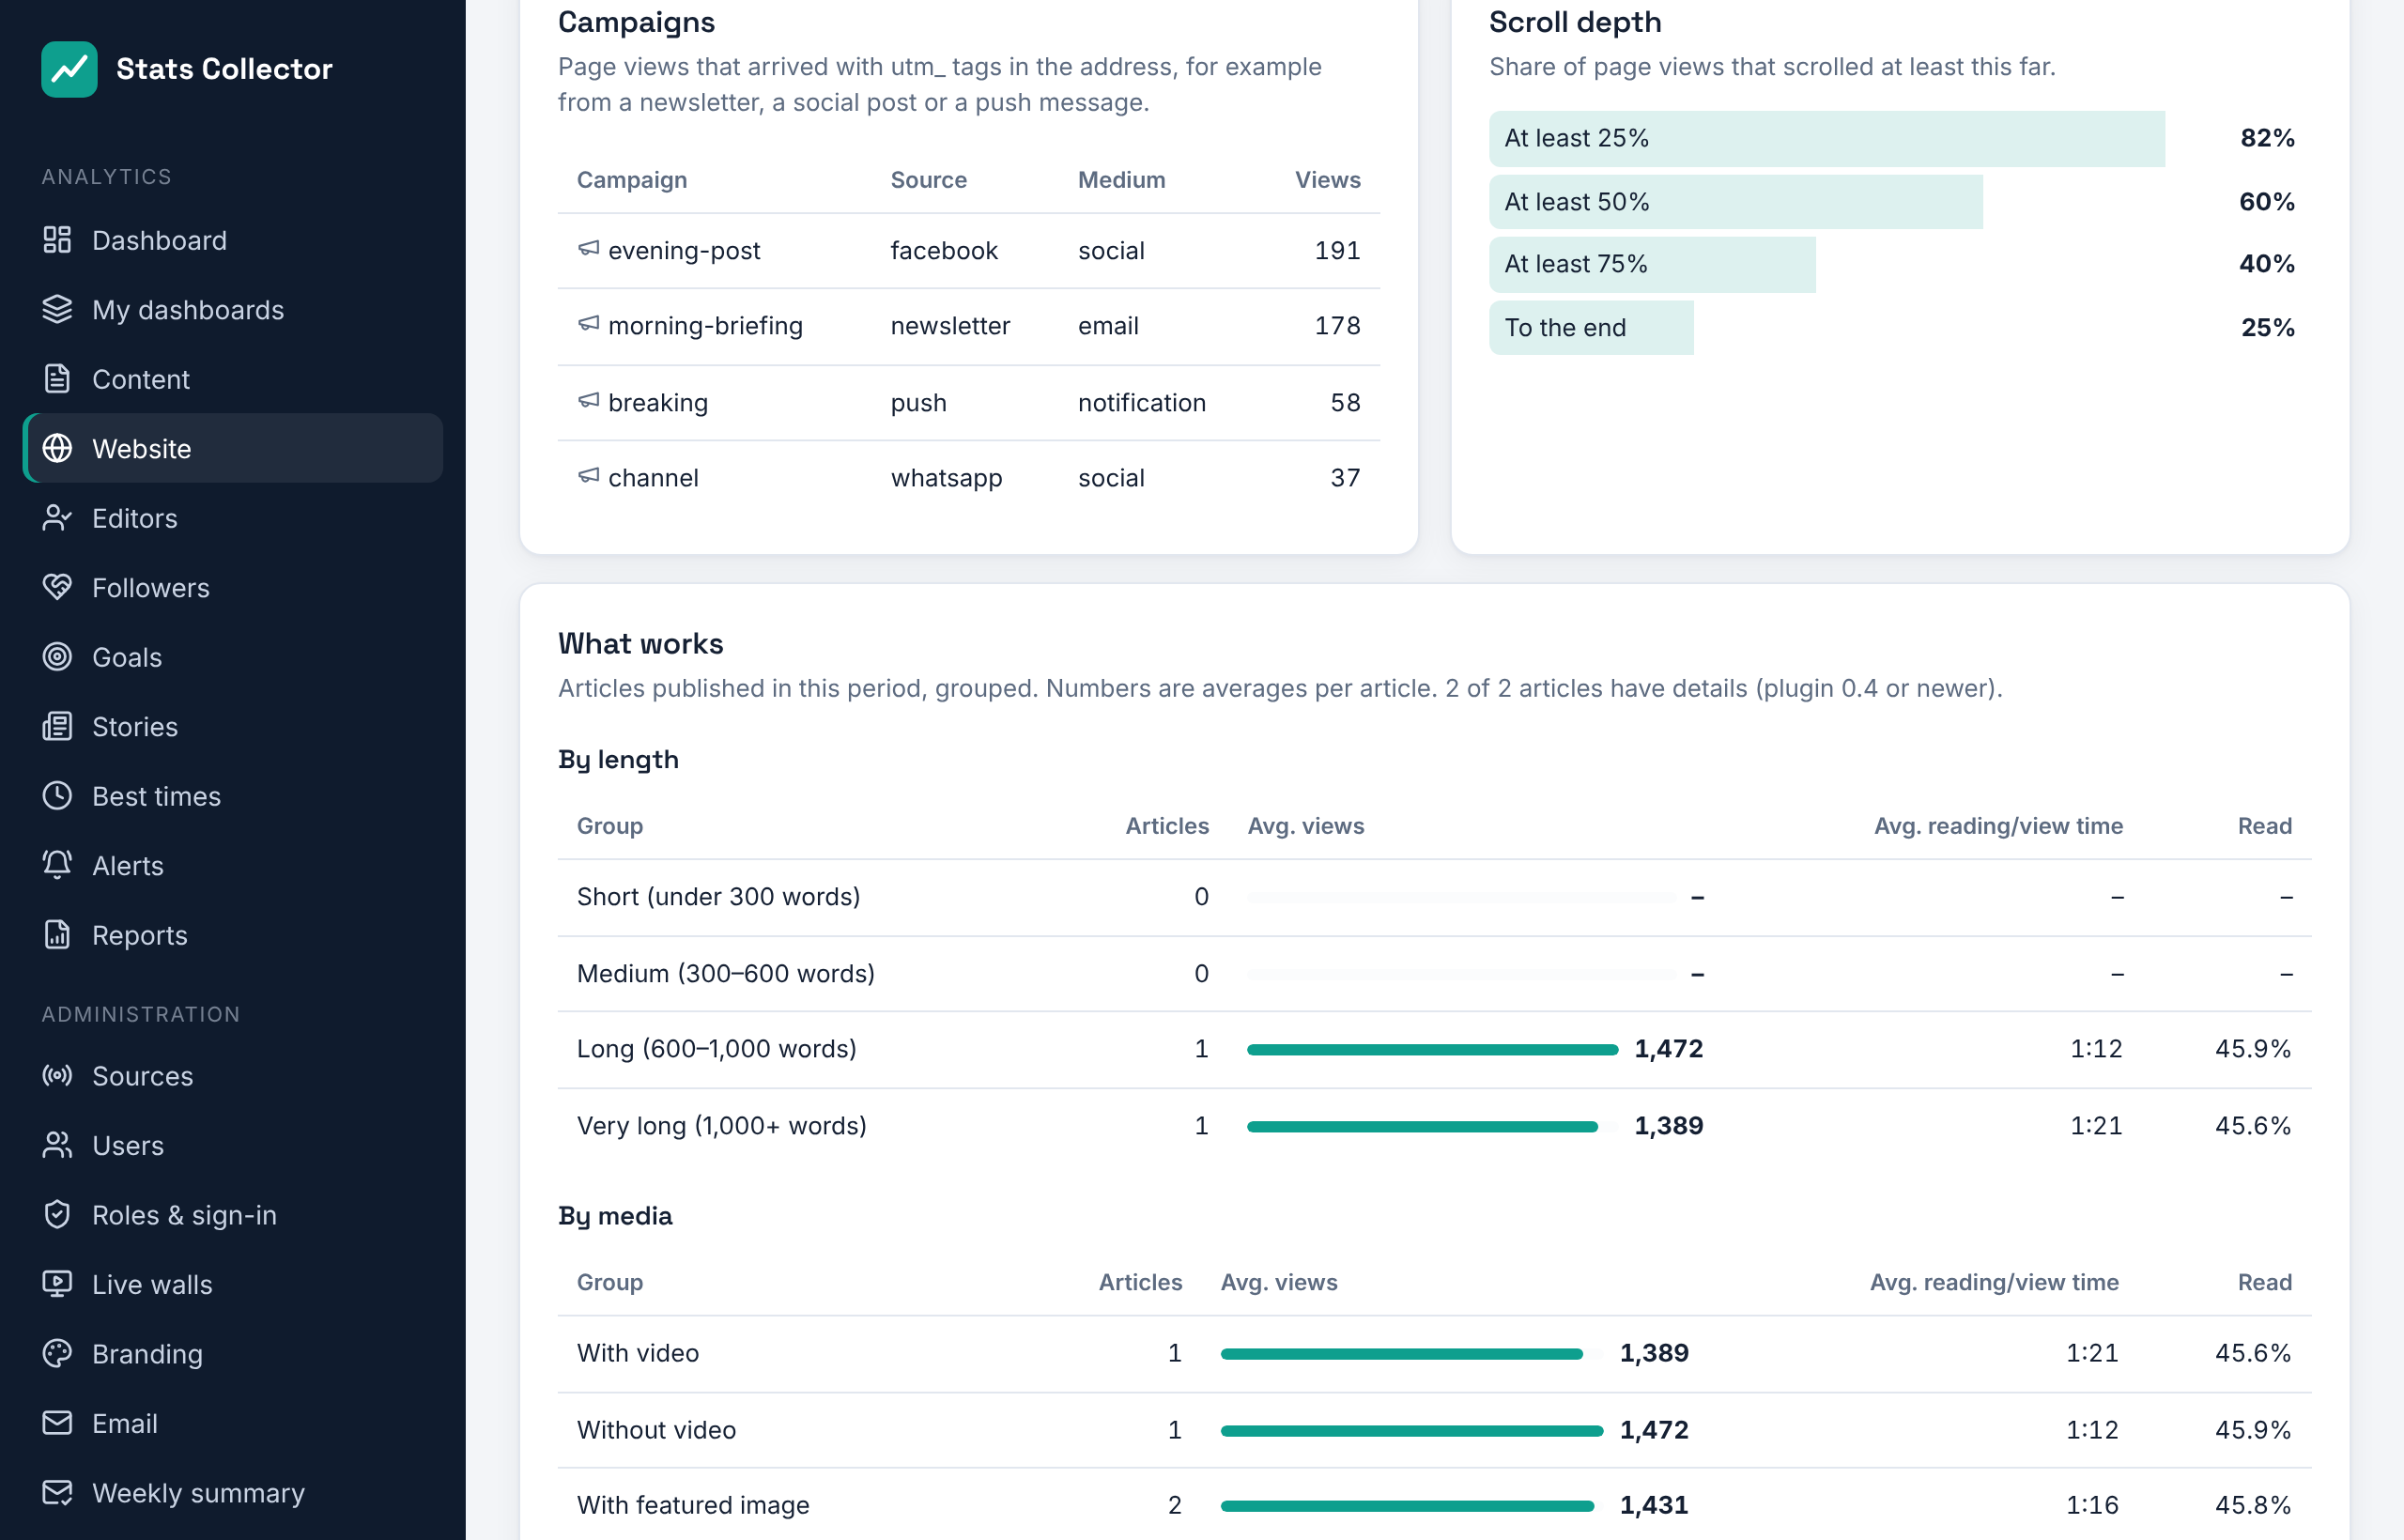 Stats Collector
ANALYTICS
Dashboard
My dashboards
Content
Website
Editors
Followers
Goals
Stories
Best times
Alerts
Reports
ADMINISTRATION
Sources
Users
Roles & sign-in
Live walls
Branding
Email
Weekly summary
Campaigns
Page views that arrived with utm_ tags in the address, for example
from a newsletter, a social post or a push message.
Campaign Source Medium Views
evening-post facebook social 191
morning-briefing newsletter email 178
breaking push notification 58
channel whatsapp social 37
Scroll depth
Share of page views that scrolled at least this far.
At least 25% 82%
At least 50% 60%
At least 75% 40%
To the end 25%
What works
Articles published in this period, grouped. Numbers are averages per article. 2 of 2 articles have details (plugin 0.4 or newer).
By length
Group Articles Avg. views Avg. reading/view time Read
Short (under 300 words) 0 – – –
Medium (300–600 words) 0 – – –
Long (600–1,000 words) 1 1,472 1:12 45.9%
Very long (1,000+ words) 1 1,389 1:21 45.6%
By media
Group Articles Avg. views Avg. reading/view time Read
With video 1 1,389 1:21 45.6%
Without video 1 1,472 1:12 45.9%
With featured image 2 1,431 1:16 45.8%